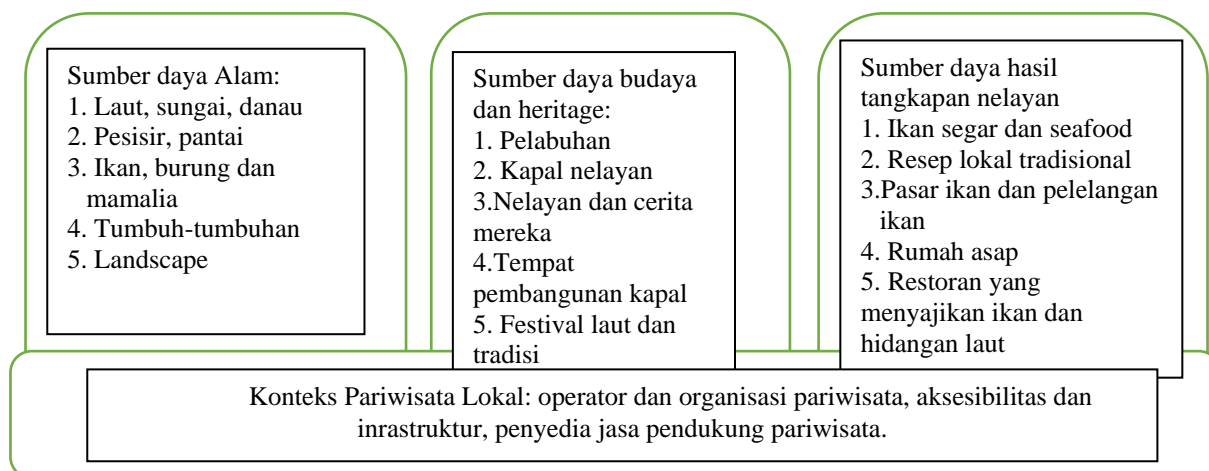 Sumber daya Alam:
1. Laut, sungai, danau
2. Pesisir, pantai
3. Ikan, burung dan
mamalia
4. Tumbuh-tumbuhan
5. Landscape
Sumber daya budaya
dan heritage:
1. Pelabuhan
2. Kapal nelayan
3.Nelayan dan cerita
mereka
4.Tempat
pembangunan kapal
5. Festival laut dan
tradisi
Sumber daya hasil
tangkapan nelayan
1. Ikan segar dan seafood
2. Resep lokal tradisional
3.Pasar ikan dan pelelangan
ikan
4. Rumah asap
5. Restoran yang
menyajikan ikan dan
hidangan laut
Konteks Pariwisata Lokal: operator dan organisasi pariwisata, aksesibilitas dan
inrastruktur, penyedia jasa pendukung pariwisata.